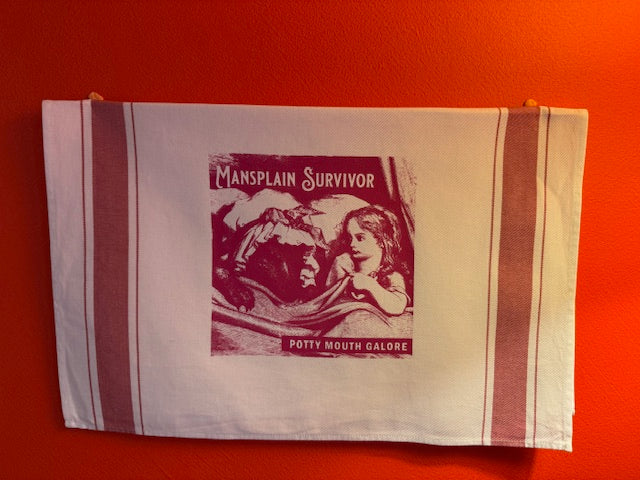 Mansplain Survivor
POTTY MOUTH GALORE